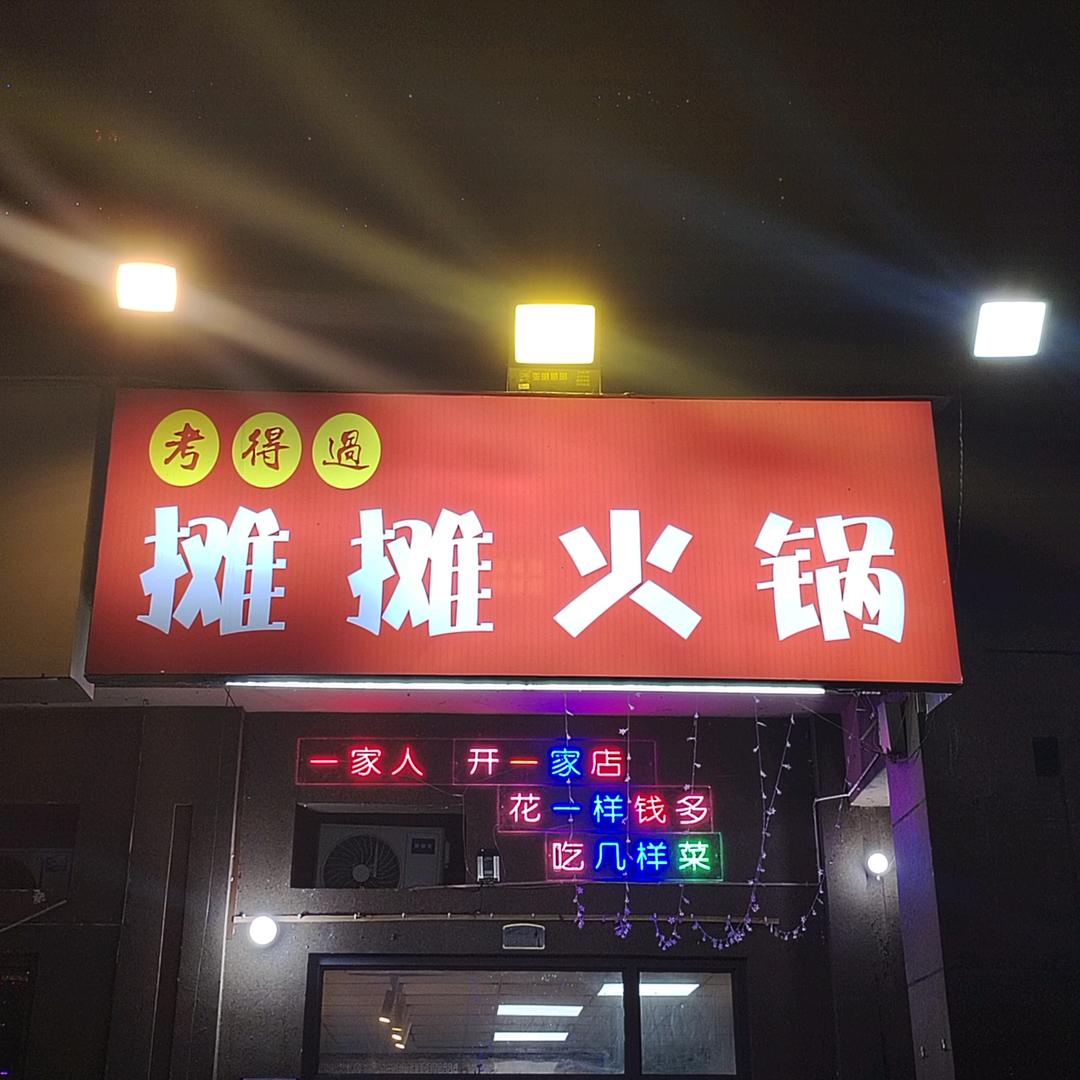 考得過
摊摊火锅
一家人 开一家店
花一样钱多
吃几样菜